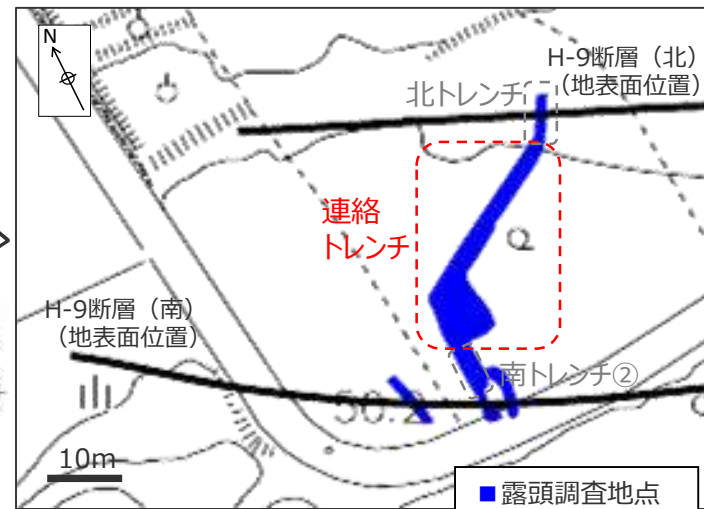 N
H-9断層（北）
（地表面位置）
北トレンチ
連絡
トレンチ
H-9断層（南）
（地表面位置）
南トレンチ②
10m
■露頭調査地点